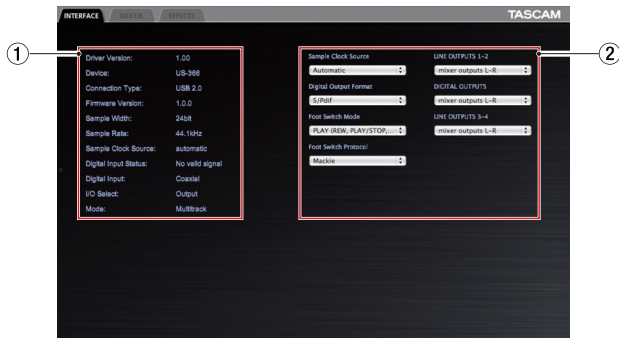 INTERFACE MIXER EFFECTS TASCAM
1
Driver Version: 1.00
Device: US-366
Connection Type: USB 2.0
Firmware Version: 1.0.0
Sample Width: 24bit
Sample Rate: 44.1kHz
Sample Clock Source: automatic
Digital Input Status: No valid signal
Digital Input: Coaxial
I/O Select: Output
Mode: Multitrack
2
Sample Clock Source
Automatic
Digital Output Format
S/Pdif
Foot Switch Mode
PLAY (REW, PLAY/STOP,...
Foot Switch Protocol
Mackie
LINE OUTPUTS 1-2
mixer outputs L-R
DIGITAL OUTPUTS
mixer outputs L-R
LINE OUTPUTS 3-4
mixer outputs L-R